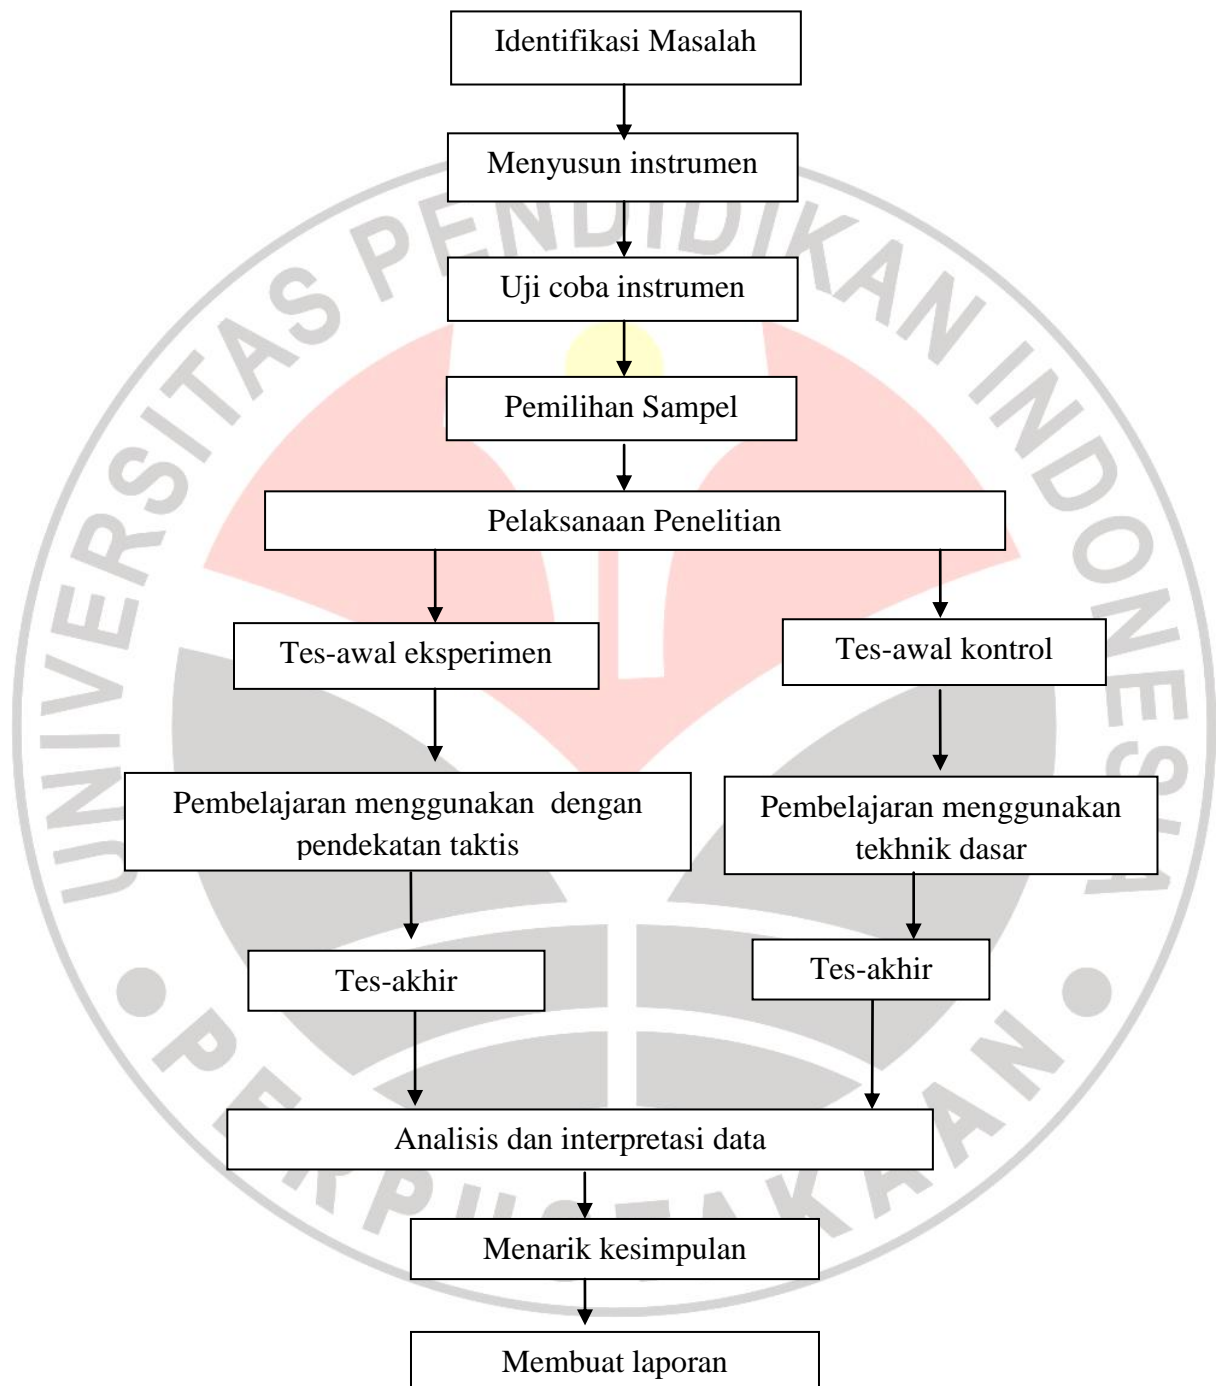 Identifikasi Masalah
Menyusun instrumen
Uji coba instrumen
Pemilihan Sampel
Pelaksanaan Penelitian
Tes-awal eksperimen
Tes-awal kontrol
Pembelajaran menggunakan  dengan
pendekatan taktis
Pembelajaran menggunakan
tekhnik dasar
Tes-akhir
Tes-akhir
Analisis dan interpretasi data
Menarik kesimpulan
Membuat laporan
UNIVERSITAS PENDIDIKAN INDONESIA
PERPUSTAKAAN